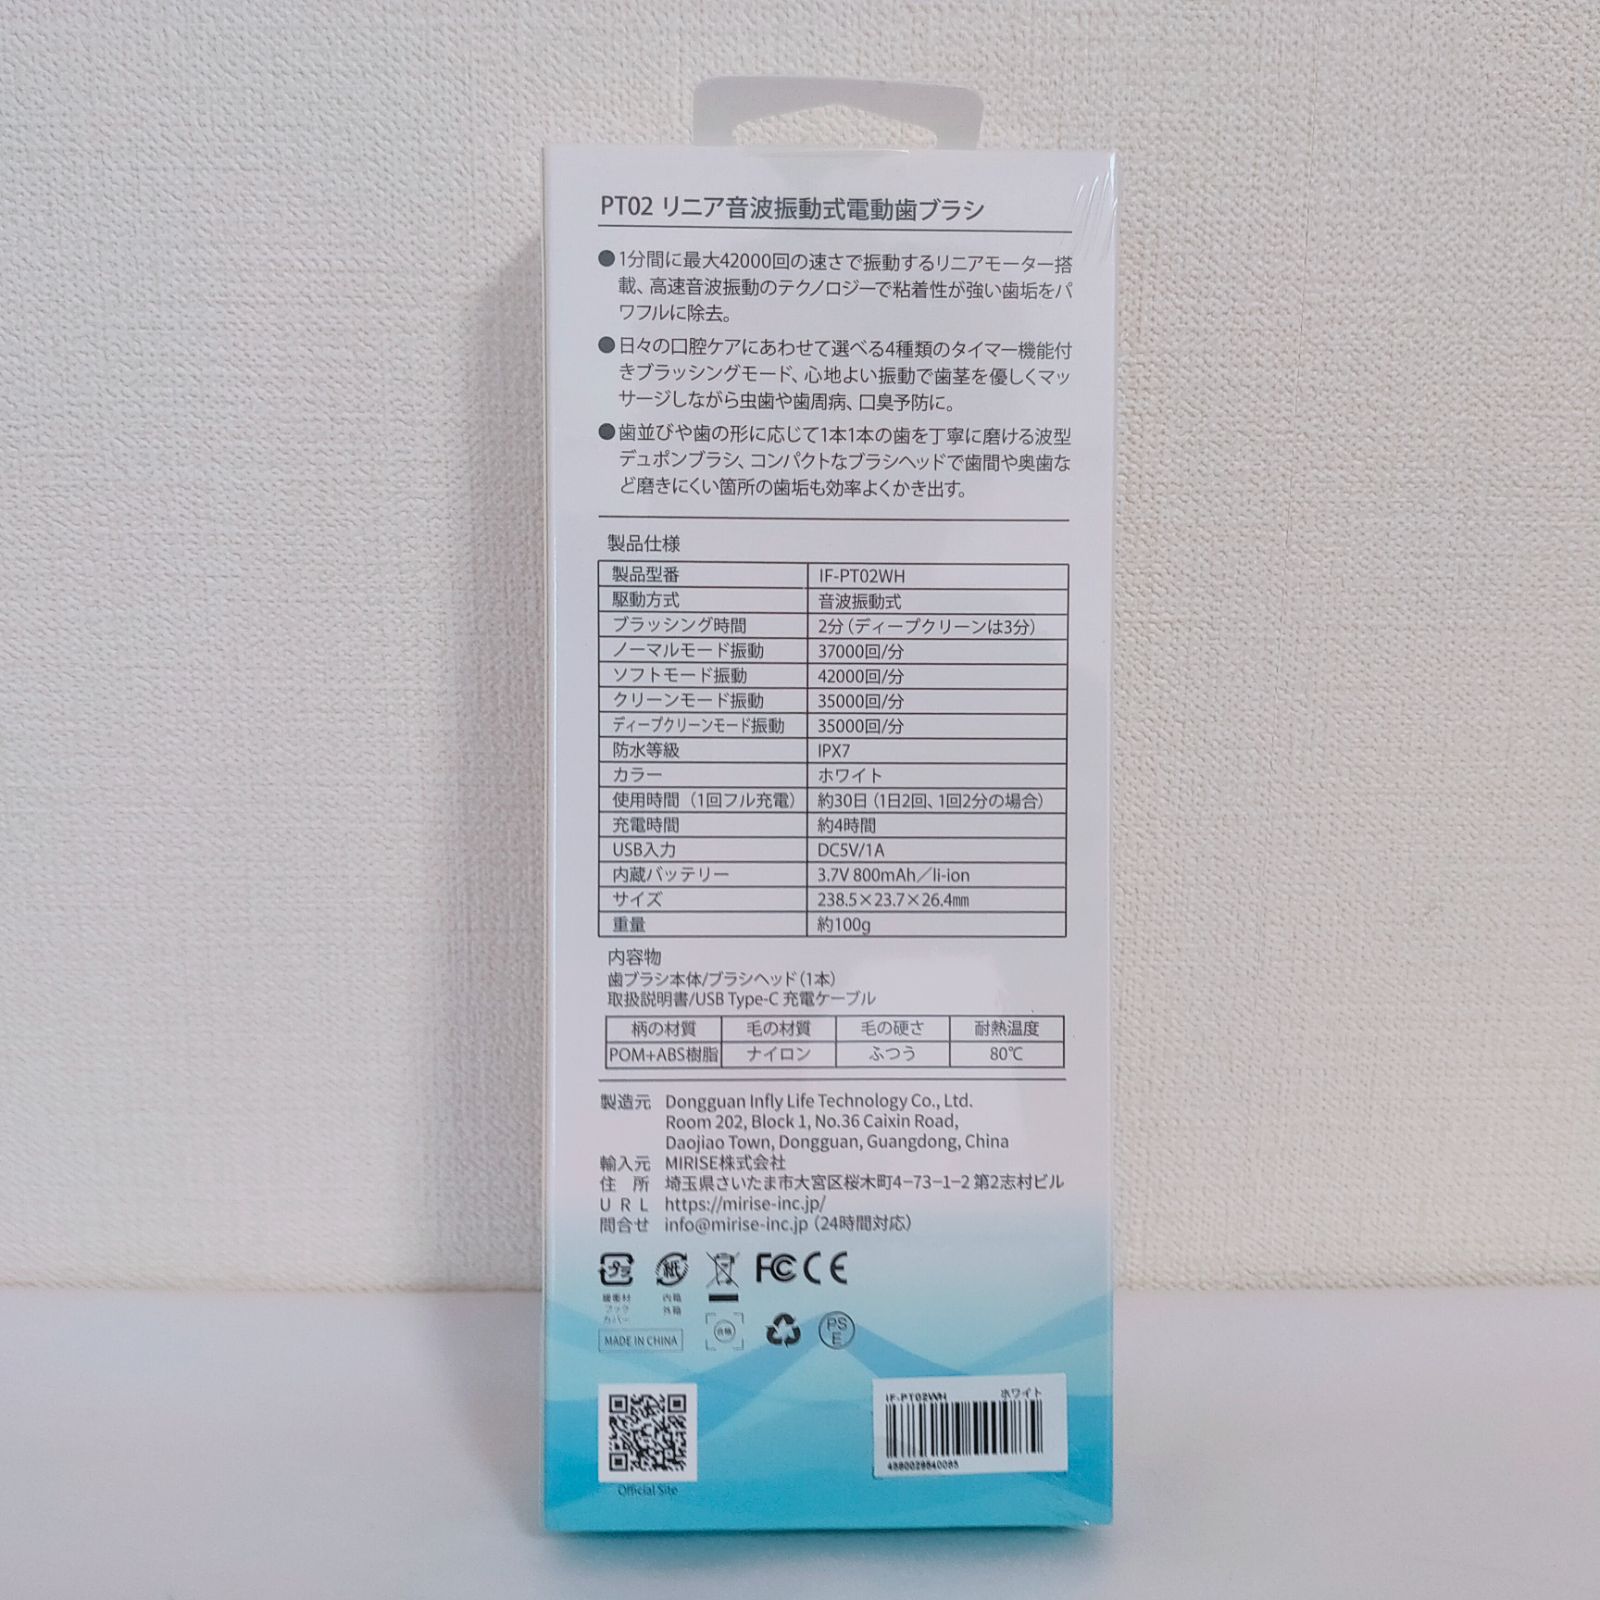 PT02 リニア音波振動式電動歯ブラシ
●1分間に最大42000回の速さで振動するリニアモーター搭
載、高速音波振動のテクノロジーで粘着性が強い歯垢をパ
ワフルに除去。
●日々の口腔ケアにあわせて選べる4種類のタイマー機能付
きブラッシングモード、心地よい振動で歯茎を優しくマッ
サージしながら虫歯や歯周病、口臭予防に。
●歯並びや歯の形に応じて1本1本の歯を丁寧に磨ける波型
デュポンブラシ、コンパクトなブラシヘッドで歯間や奥歯な
ど磨きにくい箇所の歯垢も効率よくかき出す。
製品仕様
製品型番 IF-PT02WH
駆動方式 音波振動式
ブラッシング時間 2分（ディープクリーンは3分）
ノーマルモード振動 37000回/分
ソフトモード振動 42000回/分
クリーンモード振動 35000回/分
ディープクリーンモード振動 35000回/分
防水等級 IPX7
カラー ホワイト
使用時間（1回フル充電） 約30日（1日2回、1回2分の場合）
充電時間 約4時間
USB入力 DC5V/1A
内蔵バッテリー 3.7V 800mAh／li-ion
サイズ 238.5×23.7×26.4㎜
重量 約100g
内容物
歯ブラシ本体/ブラシヘッド（1本）
取扱説明書/USB Type-C 充電ケーブル
柄の材質 毛の材質 毛の硬さ 耐熱温度
POM+ABS樹脂 ナイロン ふつう 80℃
製造元 Dongguan Infly Life Technology Co., Ltd.
Room 202, Block 1, No.36 Caixin Road,
Daojiao Town, Dongguan, Guangdong, China
輸入元 MIRISE株式会社
住 所 埼玉県さいたま市大宮区桜木町4−73−1−2 第2志村ビル
U R L https://mirise-inc.jp/
問合せ info@mirise-inc.jp（24時間対応）
プラ 紙 FC CE
緩衝材 内箱
フック 外箱
カバー
MADE IN CHINA 合格 PS
E
IF-PT02WH ホワイト
4580029540065
Official Site